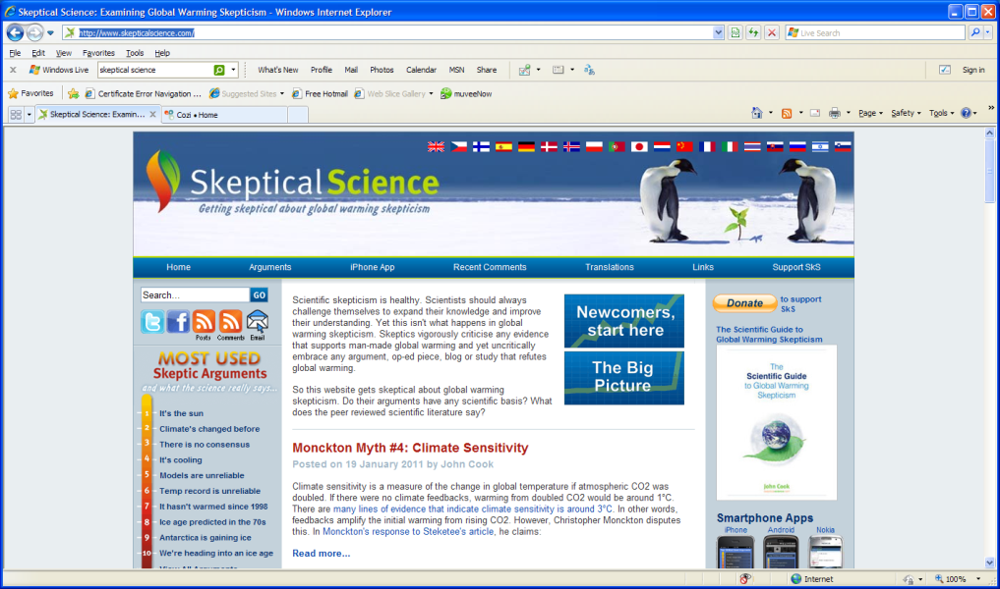 Skeptical Science: Examining Global Warming Skepticism - Windows Internet Explorer
http://www.skepticalscience.com/
Live Search
File Edit View Favorites Tools Help
Windows Live
skeptical science
What's New Profile Mail Photos Calendar MSN Share
Sign in
Favorites
Certificate Error Navigation ...
Suggested Sites
Free Hotmail
Web Slice Gallery
muveeNow
Skeptical Science: Examin...
Cozi • Home
Page Safety Tools
Skeptical Science
Getting skeptical about global warming skepticism
Home Arguments iPhone App Recent Comments Translations Links Support SkS
Search...
GO
Posts Comments Email
MOST USED
Skeptic Arguments
and what the science really says...
1 It's the sun
2 Climate's changed before
3 There is no consensus
4 It's cooling
5 Models are unreliable
6 Temp record is unreliable
7 It hasn't warmed since 1998
8 Ice age predicted in the 70s
9 Antarctica is gaining ice
10 We're heading into an ice age
View All Arguments...
Scientific skepticism is healthy. Scientists should always
challenge themselves to expand their knowledge and improve
their understanding. Yet this isn't what happens in global
warming skepticism. Skeptics vigorously criticise any evidence
that supports man-made global warming and yet uncritically
embrace any argument, op-ed piece, blog or study that refutes
global warming.
So this website gets skeptical about global warming
skepticism. Do their arguments have any scientific basis? What
does the peer reviewed scientific literature say?
Newcomers,
start here
The Big
Picture
Monckton Myth #4: Climate Sensitivity
Posted on 19 January 2011 by John Cook
Climate sensitivity is a measure of the change in global temperature if atmospheric CO2 was
doubled. If there were no climate feedbacks, warming from doubled CO2 would be around 1°C.
There are many lines of evidence that indicate climate sensitivity is around 3°C. In other words,
feedbacks amplify the initial warming from rising CO2. However, Christopher Monckton disputes
this. In Monckton's response to Steketee's article, he claims:
Read more...
Donate
to support
SkS
The Scientific Guide to
Global Warming Skepticism
The
Scientific Guide
to Global Warming
Skepticism
John Cook
Smartphone Apps
iPhone Android Nokia
Internet
100%